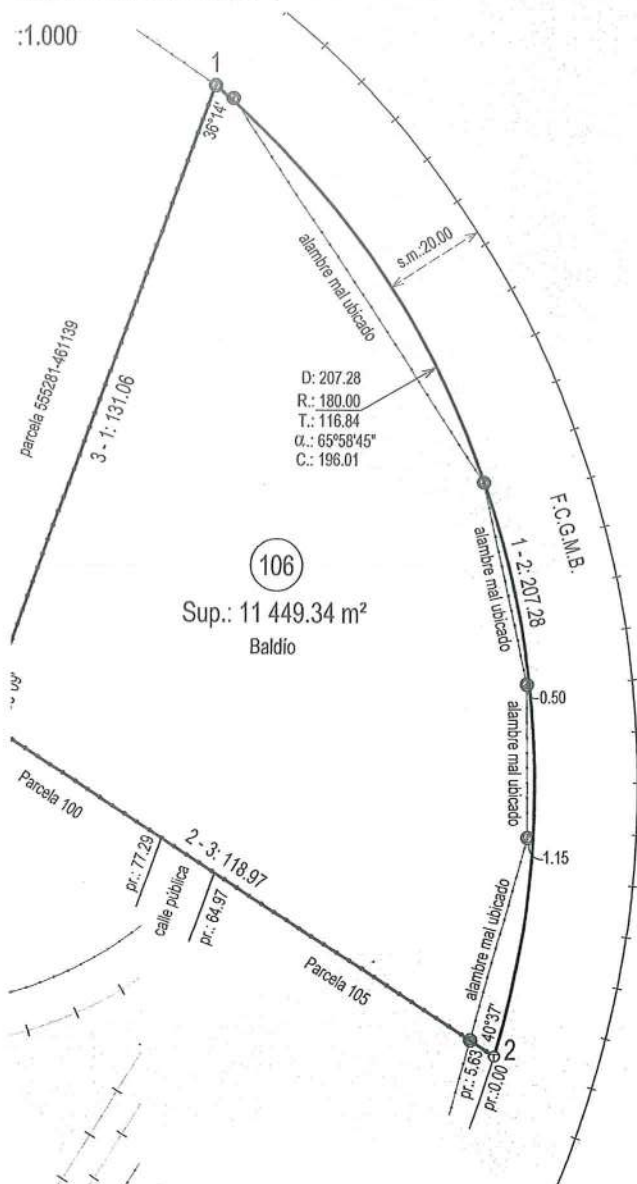 :1.000
1
36°14'
alambre mal ubicado
s.m.:20.00
parcela 555281-461139
3 - 1: 131.06
D: 207.28
R.: 180.00
T.: 116.84
α.: 65°58'45"
C.: 196.01
F.C.G.M.B.
1 - 2: 207.28
alambre mal ubicado
106
Sup.: 11 449.34 m²
Baldío
0.50
alambre mal ubicado
09"
Parcela 100
2 - 3: 118.97
pr.: 77.29
calle pública
pr.: 64.97
1.15
alambre mal ubicado
Parcela 105
40°37'
2
pr.: 5.63
pr.:0.00